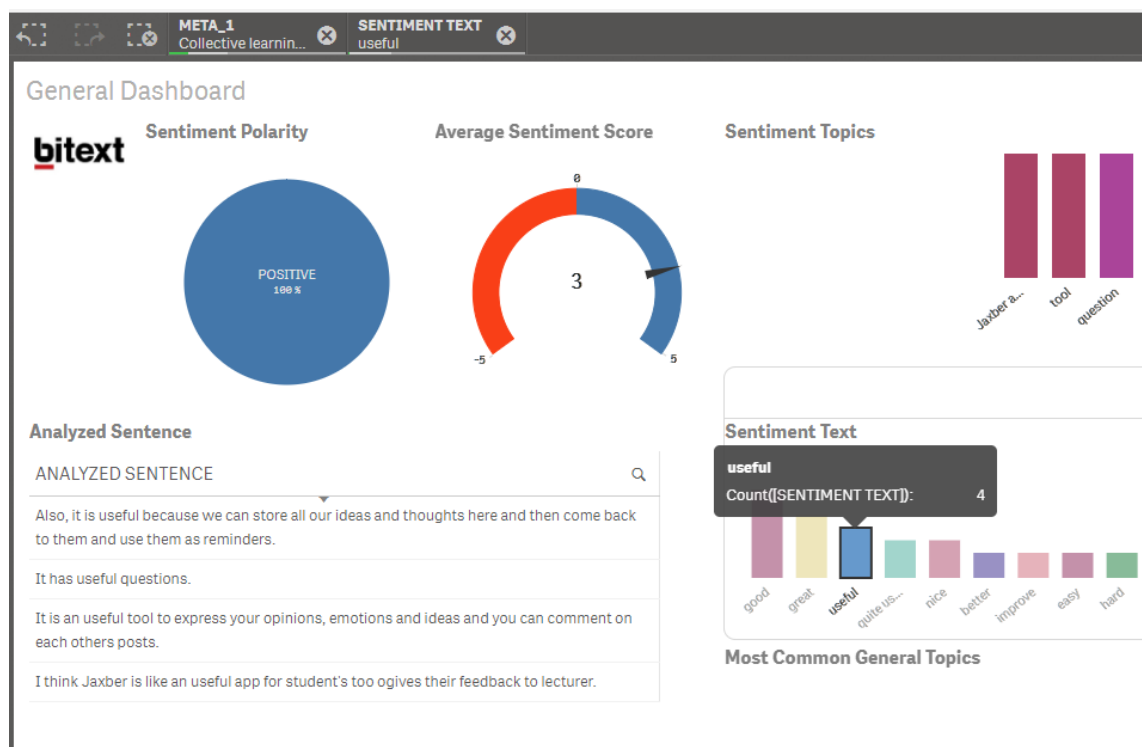 META_1
Collective learnin...
SENTIMENT TEXT
useful
General Dashboard
bitext
Sentiment Polarity
POSITIVE
100 %
Average Sentiment Score
0
3
-5
5
Sentiment Topics
Jaxber a...
tool
question
Analyzed Sentence
ANALYZED SENTENCE
Also, it is useful because we can store all our ideas and thoughts here and then come back
to them and use them as reminders.
It has useful questions.
It is an useful tool to express your opinions, emotions and ideas and you can comment on
each others posts.
I think Jaxber is like an useful app for student's too ogives their feedback to lecturer.
Sentiment Text
useful
Count([SENTIMENT TEXT]): 4
good
great
useful
quite us...
nice
better
improve
easy
hard
Most Common General Topics